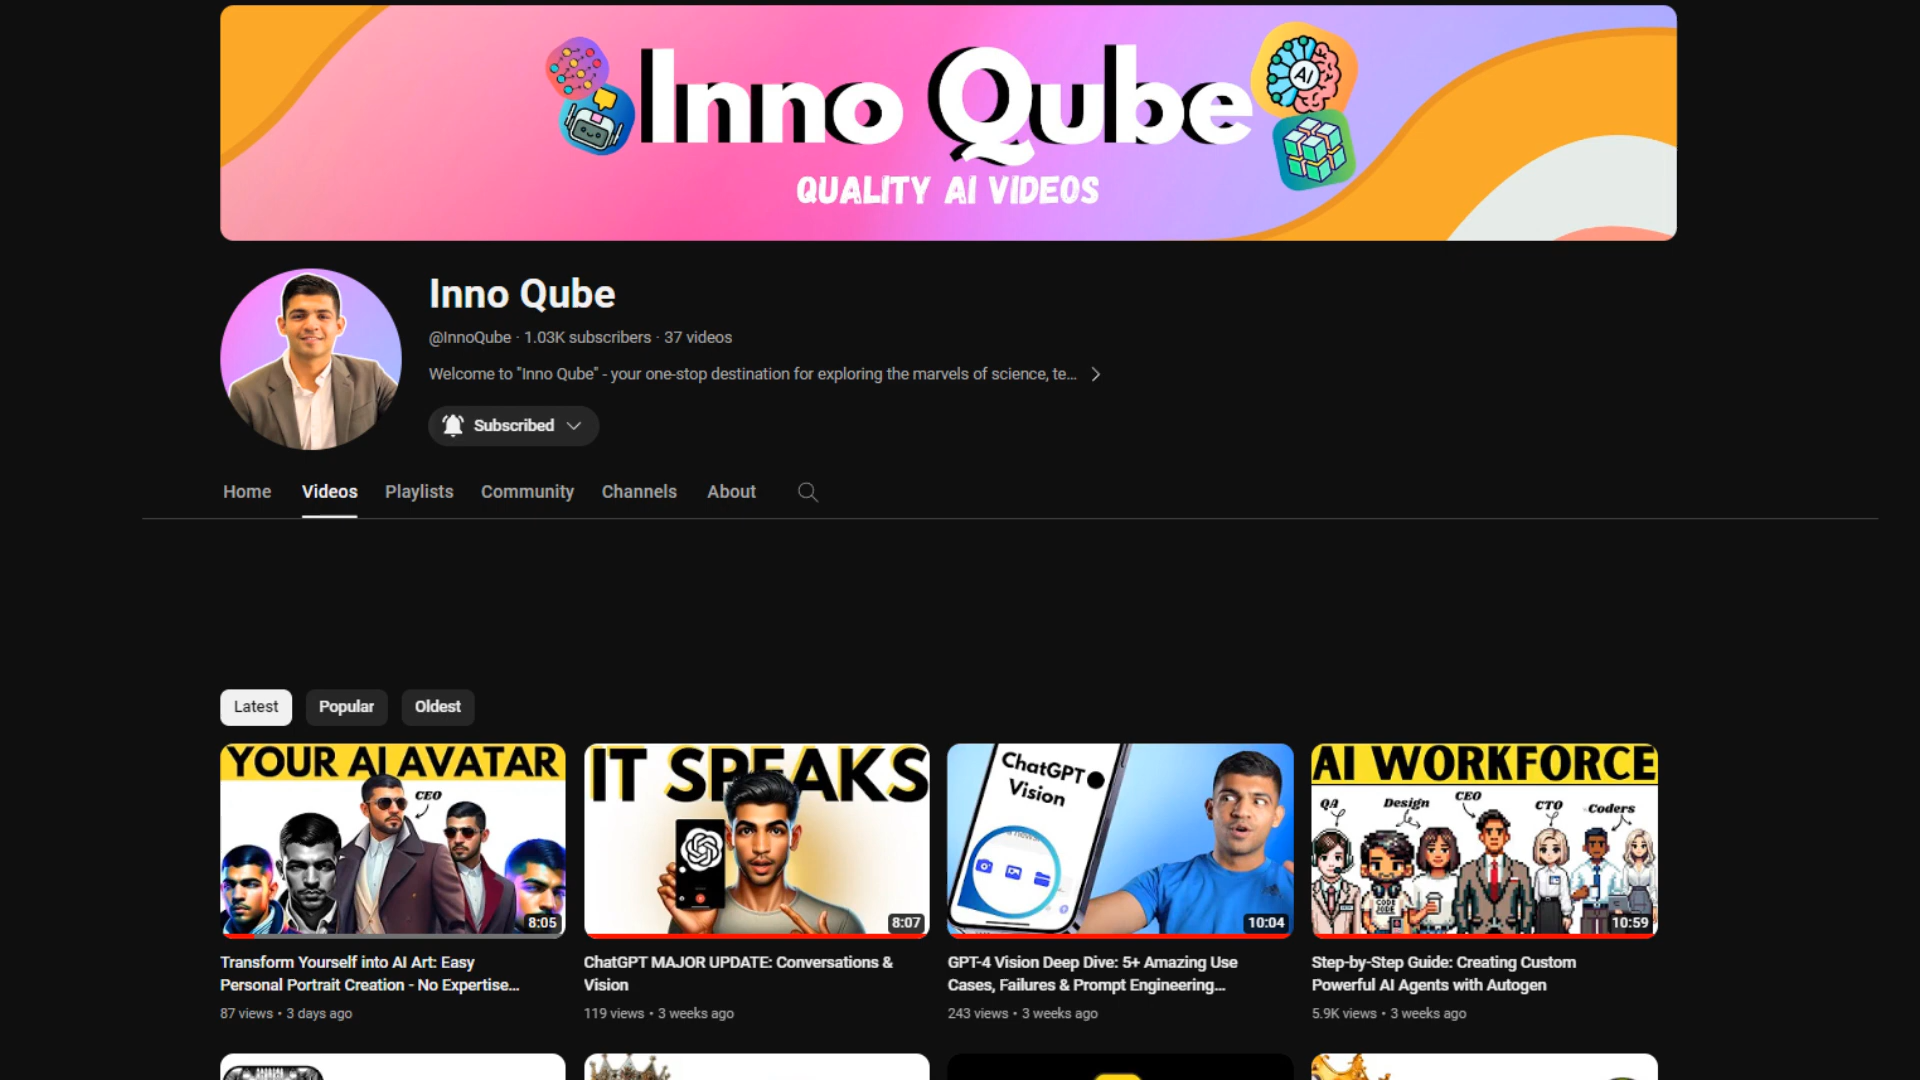 Inno Qube
AI
QUALITY AI VIDEOS
Inno Qube
@InnoQube · 1.03K subscribers · 37 videos
Welcome to "Inno Qube" - your one-stop destination for exploring the marvels of science, te...
Subscribed
Home Videos Playlists Community Channels About
Latest Popular Oldest
YOUR AI AVATAR
CEO
8:05
IT SPEAKS
8:07
ChatGPT
Vision
10:04
AI WORKFORCE
QA Design CEO CTO Coders
CODE
10:59
Transform Yourself into AI Art: Easy
Personal Portrait Creation - No Expertise...
87 views • 3 days ago
ChatGPT MAJOR UPDATE: Conversations &
Vision
119 views • 3 weeks ago
GPT-4 Vision Deep Dive: 5+ Amazing Use
Cases, Failures & Prompt Engineering...
243 views • 3 weeks ago
Step-by-Step Guide: Creating Custom
Powerful AI Agents with Autogen
5.9K views • 3 weeks ago